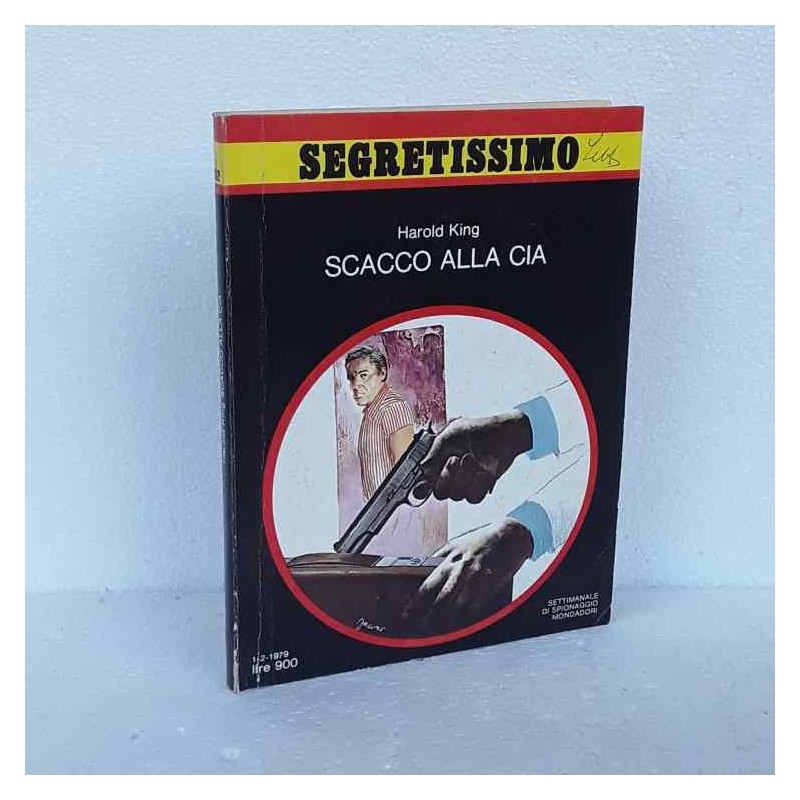 SEGRETISSIMO
Harold King
SCACCO ALLA CIA
SETTIMANALE
DI SPIONAGGIO
MONDADORI
1-2-1979
lire 900